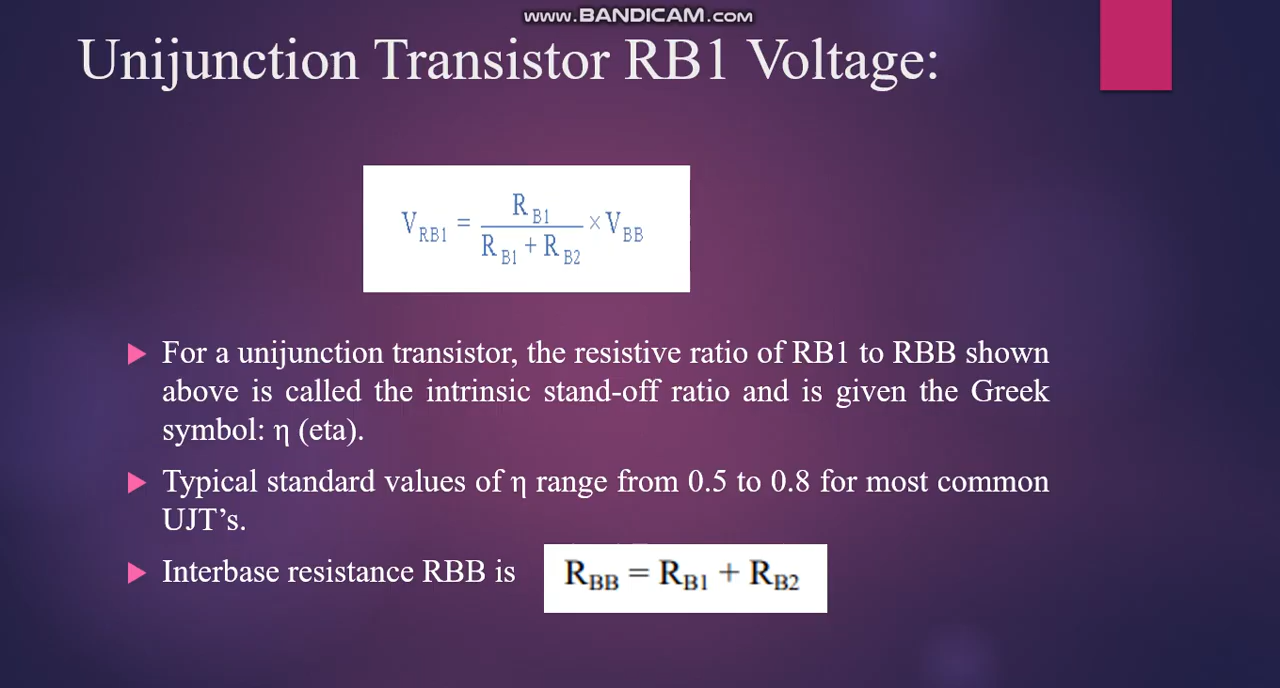 www.BANDICAM.com
Unijunction Transistor RB1 Voltage:
V_RB1 = R_B1 / (R_B1 + R_B2) × V_BB
For a unijunction transistor, the resistive ratio of RB1 to RBB shown
above is called the intrinsic stand-off ratio and is given the Greek
symbol: η (eta).
Typical standard values of η range from 0.5 to 0.8 for most common
UJT’s.
Interbase resistance RBB is R_BB = R_B1 + R_B2